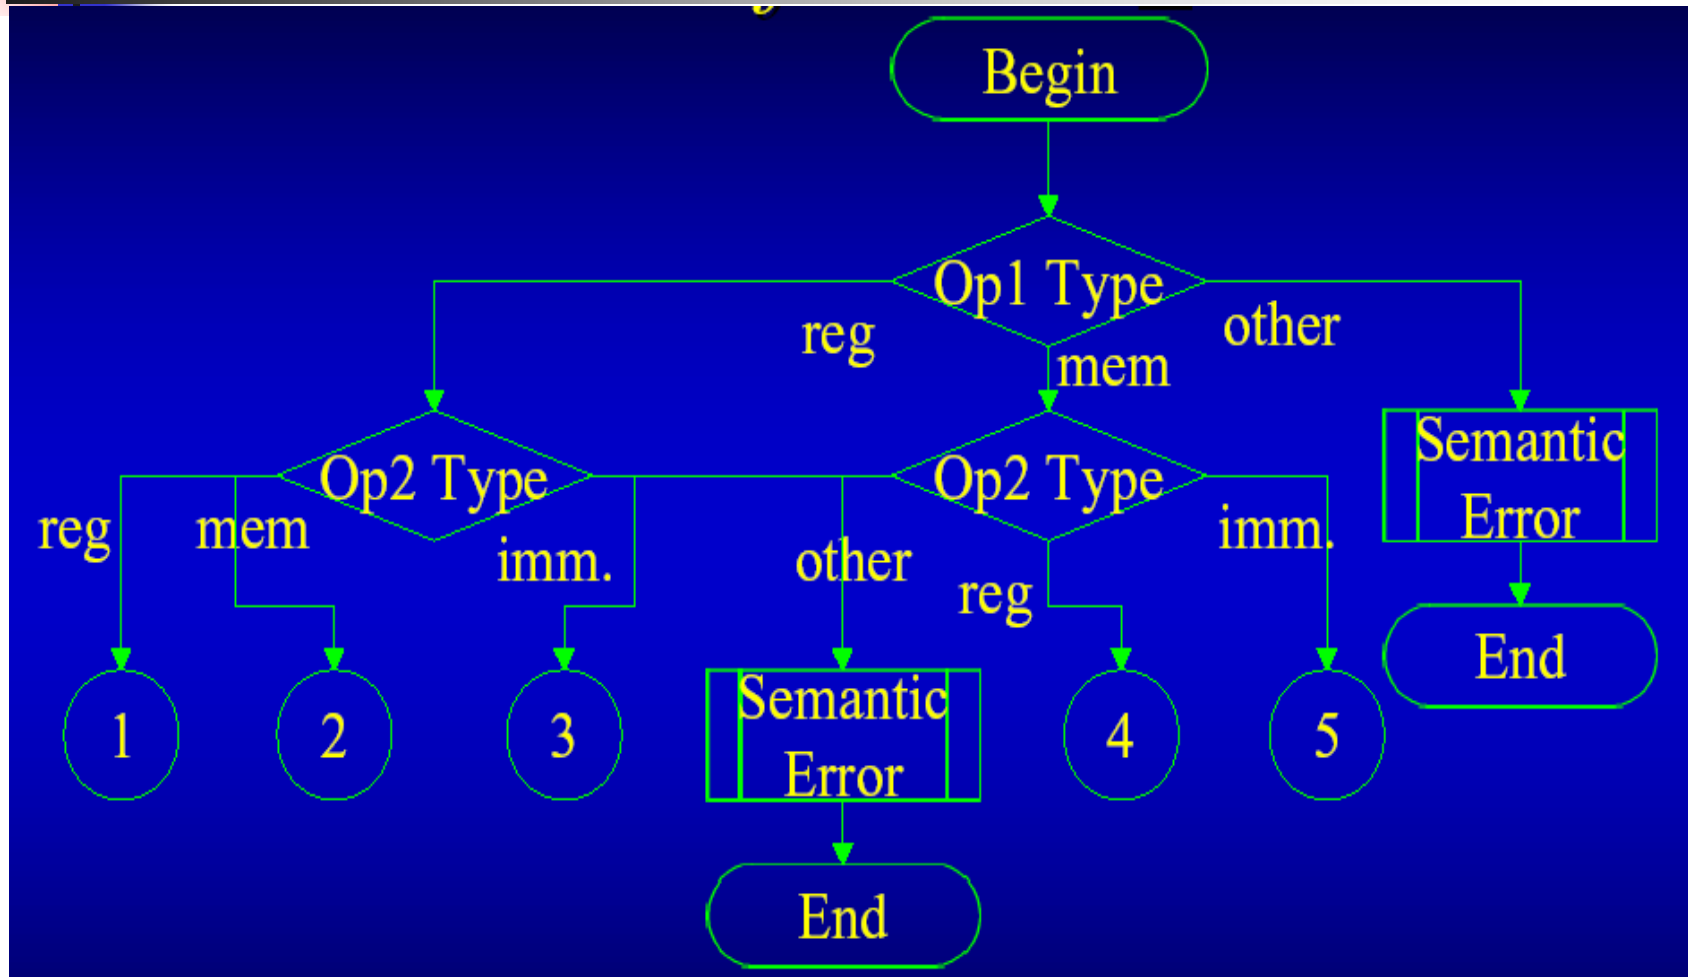 Begin
Op1 Type
reg
mem
other
Op2 Type
Op2 Type
Semantic
Error
reg
mem
imm.
other
reg
imm.
End
1
2
3
Semantic
Error
4
5
End